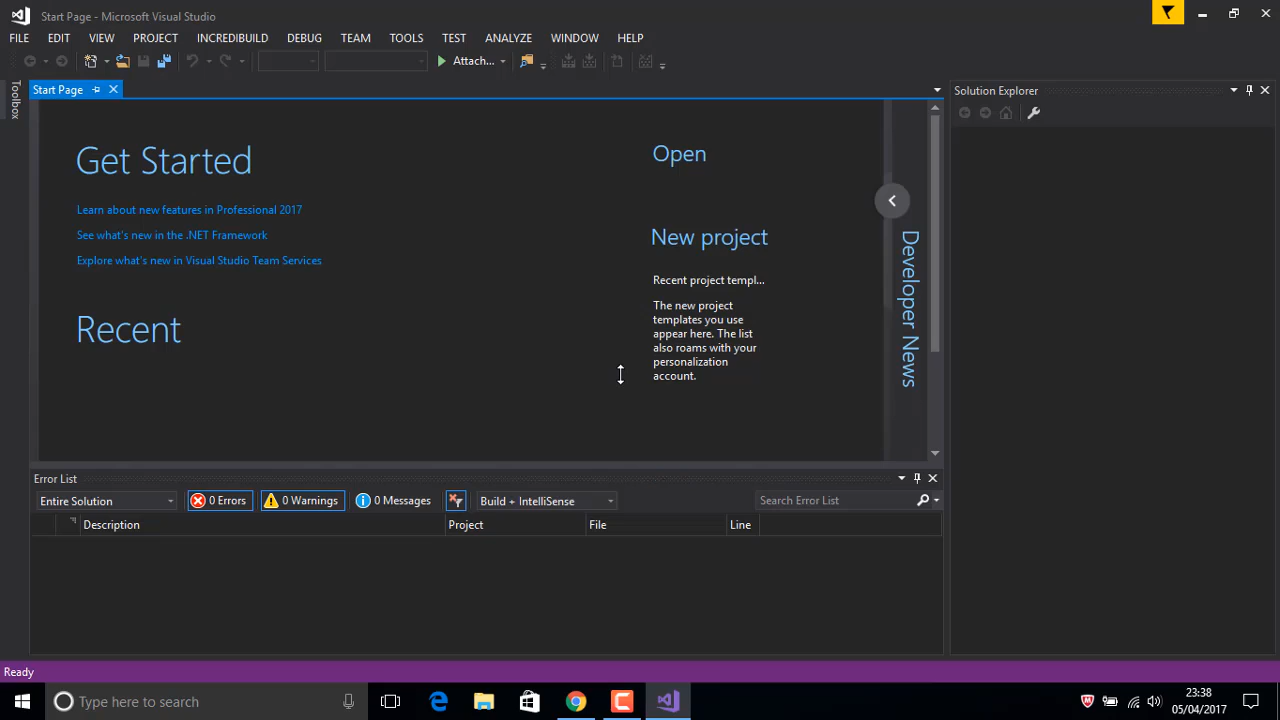 Start Page - Microsoft Visual Studio
FILE EDIT VIEW PROJECT INCREDIBUILD DEBUG TEAM TOOLS TEST ANALYZE WINDOW HELP
Attach...
Toolbox
Start Page
Get Started
Learn about new features in Professional 2017
See what's new in the .NET Framework
Explore what's new in Visual Studio Team Services
Recent
Open
New project
Recent project templ...
The new project
templates you use
appear here. The list
also roams with your
personalization
account.
Developer News
Solution Explorer
Error List
Entire Solution 0 Errors 0 Warnings 0 Messages Build + IntelliSense Search Error List
Description Project File Line
Ready
Type here to search
23:38
05/04/2017